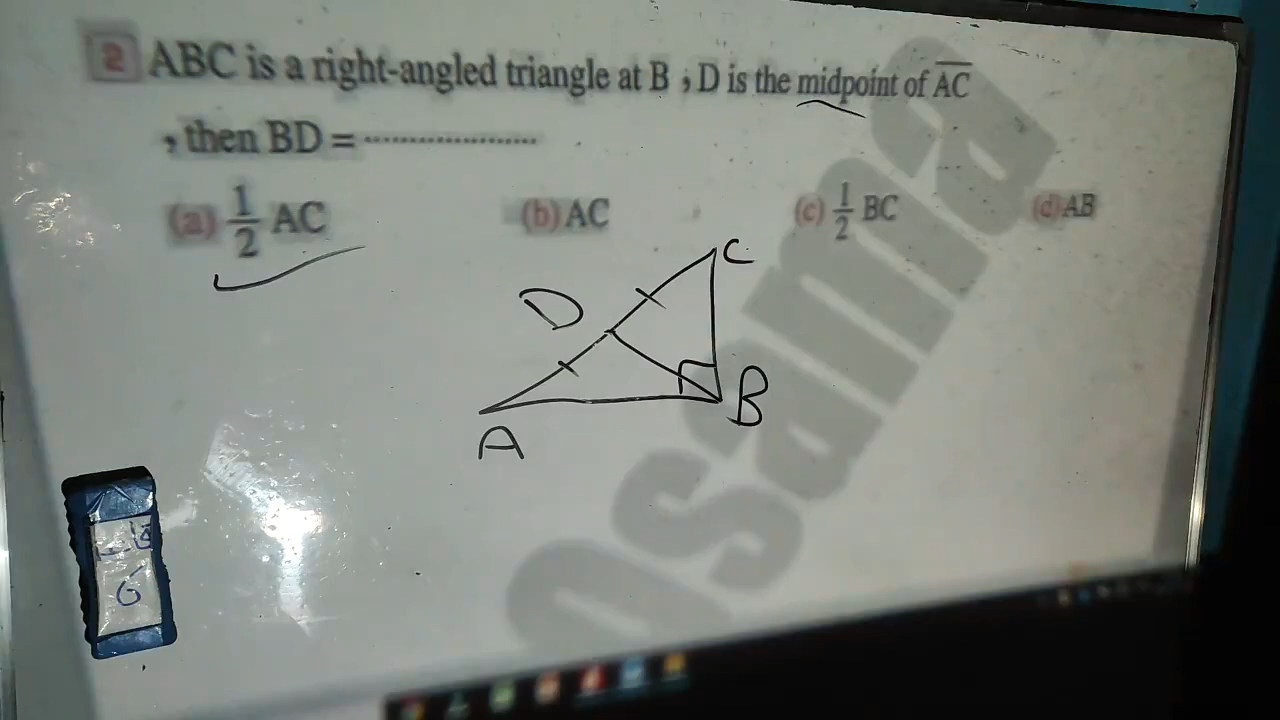 2 ABC is a right-angled triangle at B , D is the midpoint of AC
, then BD = ....................
(a) 1/2 AC (b) AC (c) 1/2 BC (d) AB
C
D
B
A
6
Osama